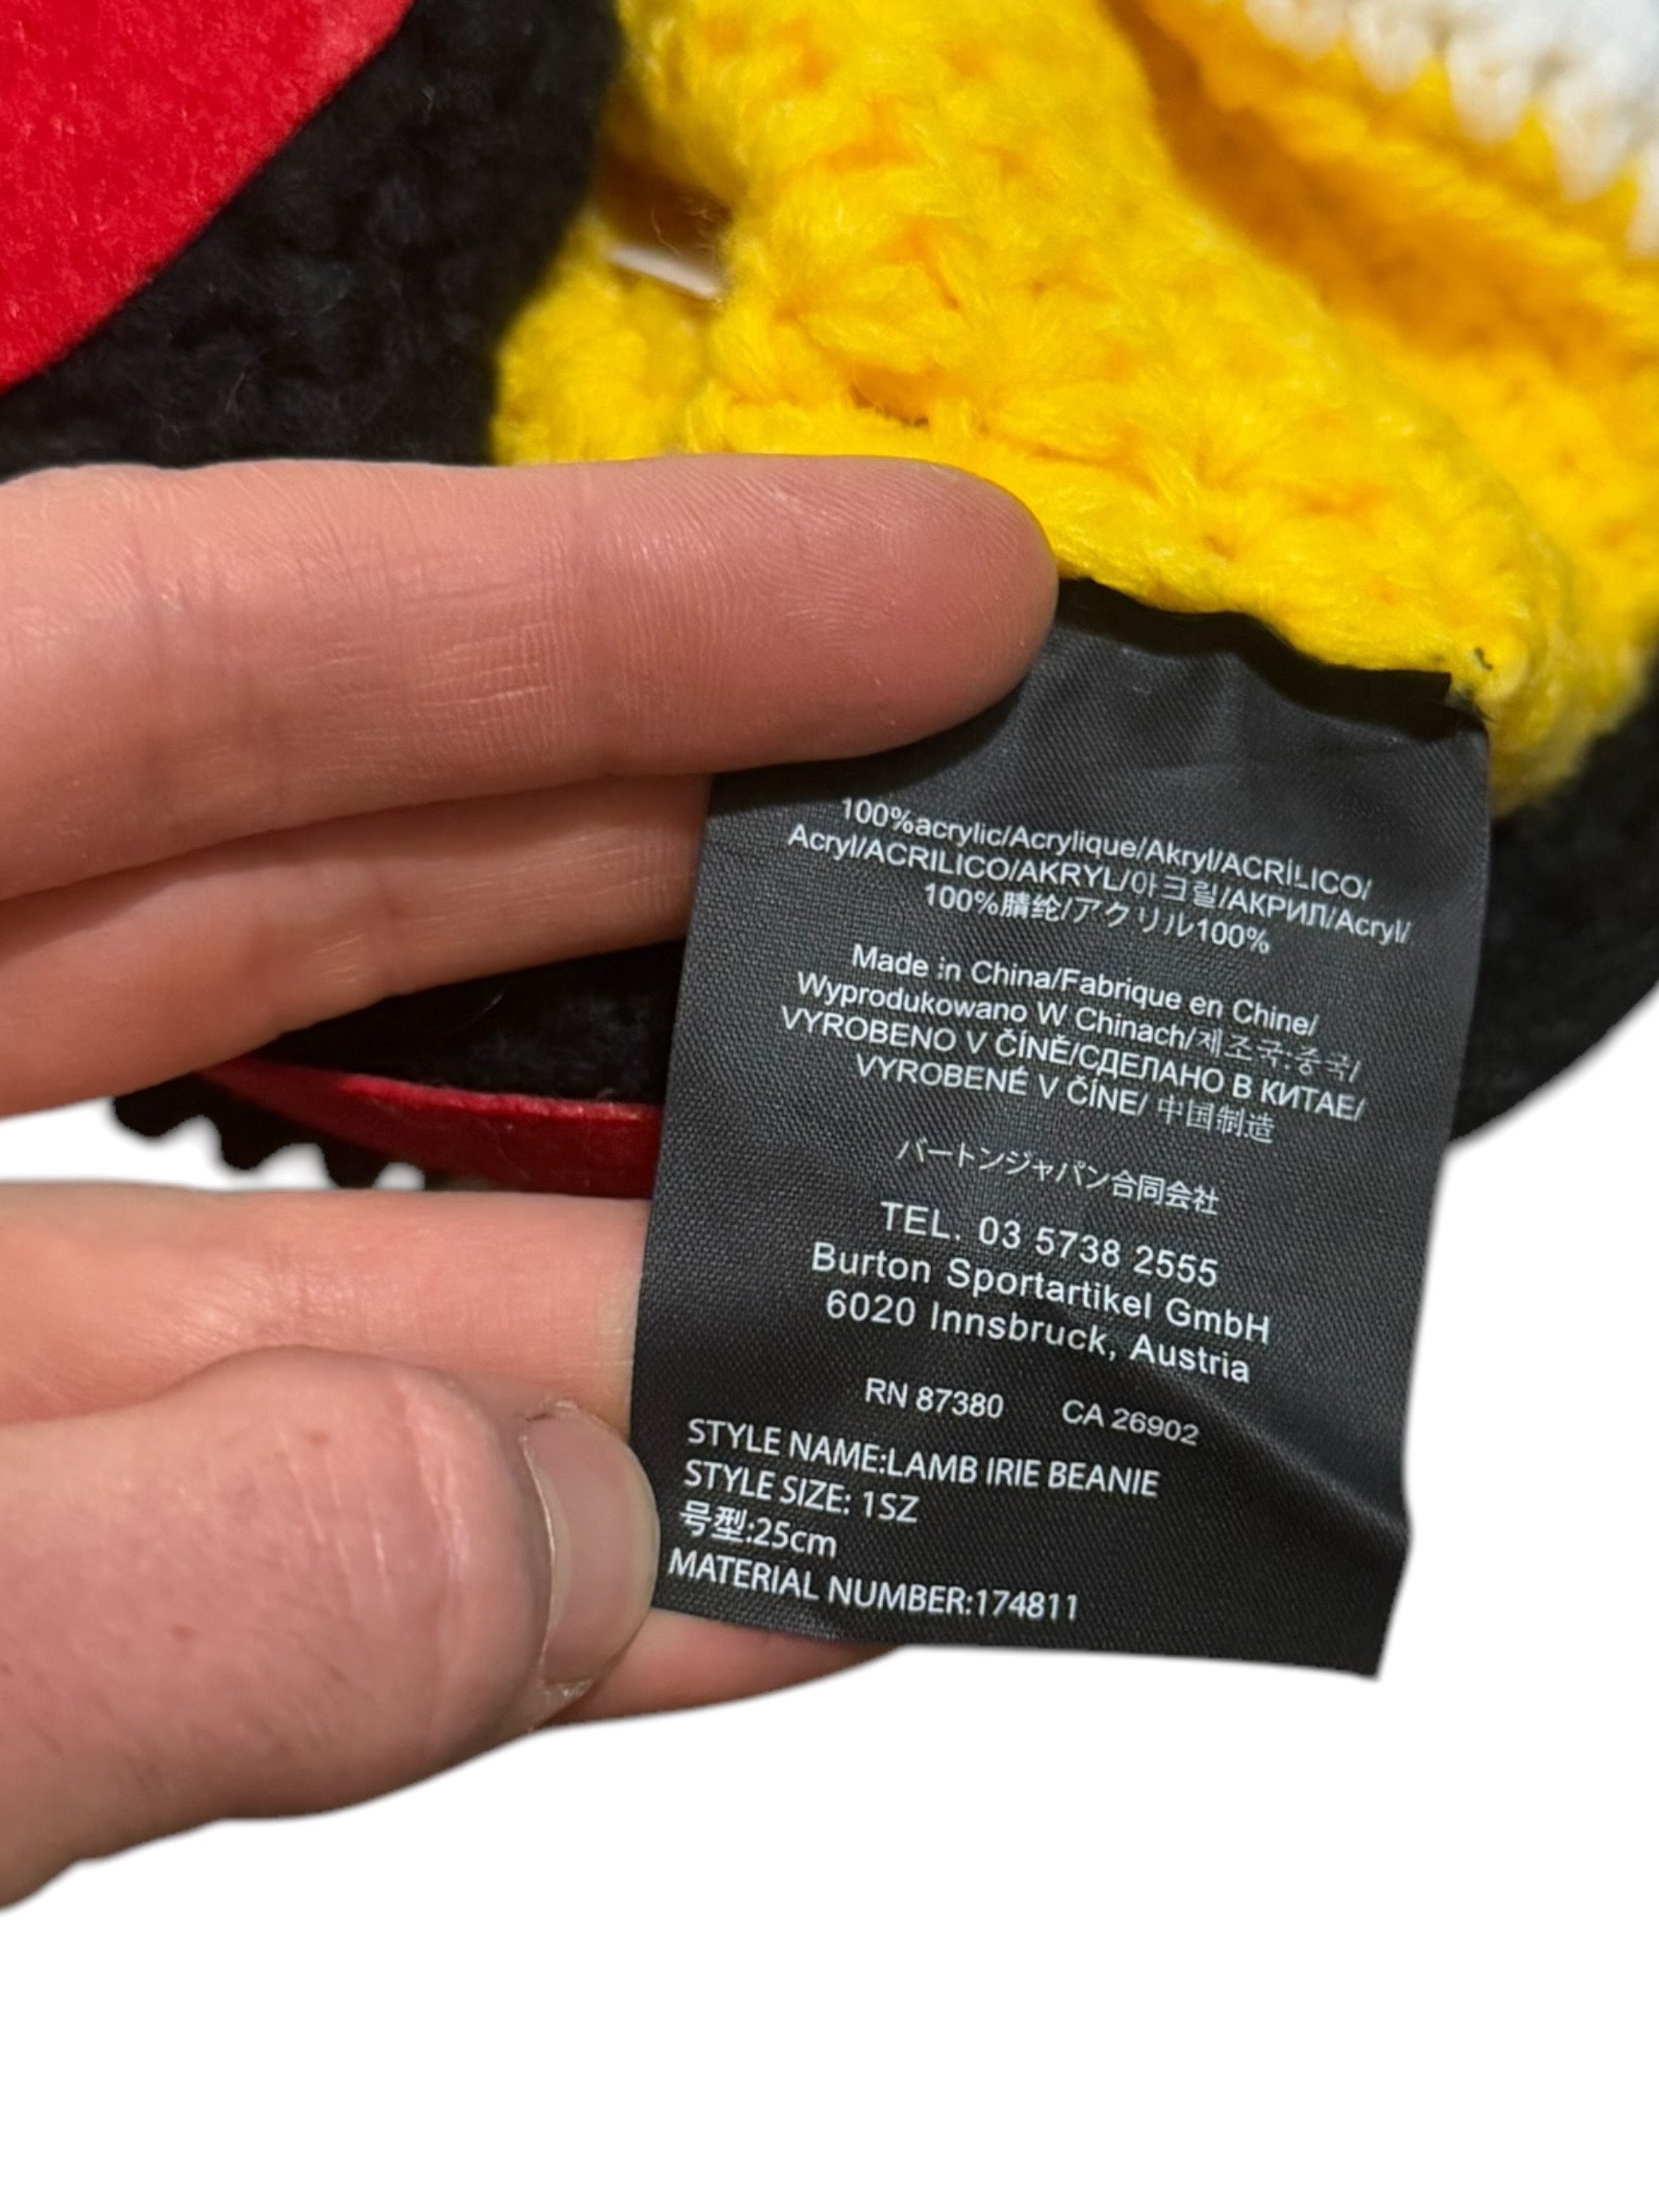 100%acrylic/Acrylique/Akryl/ACRİLICO/
Acryl/ACRILICO/AKRYL/아크릴/АКРИЛ/Acryl/
100%腈纶/アクリル100%
Made in China/Fabrique en Chine/
Wyprodukowano W Chinach/제조국:중국/
VYROBENO V ČÍNĚ/СДЕЛАНО В КИТАЕ/
VYROBENÉ V ČÍNE/ 中国制造
バートンジャパン合同会社
TEL. 03 5738 2555
Burton Sportartikel GmbH
6020 Innsbruck, Austria
RN 87380 CA 26902
STYLE NAME:LAMB IRIE BEANIE
STYLE SIZE: 1SZ
号型:25cm
MATERIAL NUMBER:174811